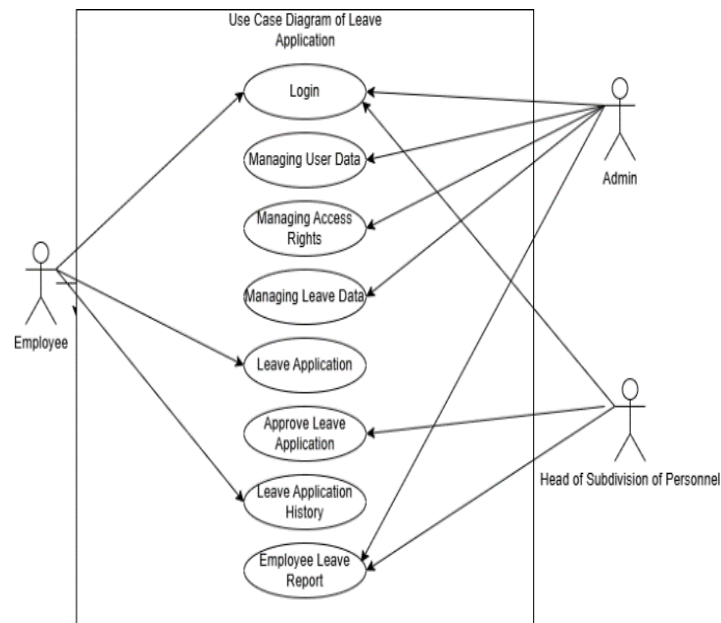 Use Case Diagram of Leave
Application
Login
Managing User Data
Admin
Managing Access
Rights
Managing Leave Data
Employee
Leave Application
Approve Leave
Application
Head of Subdivision of Personnel
Leave Application
History
Employee Leave
Report